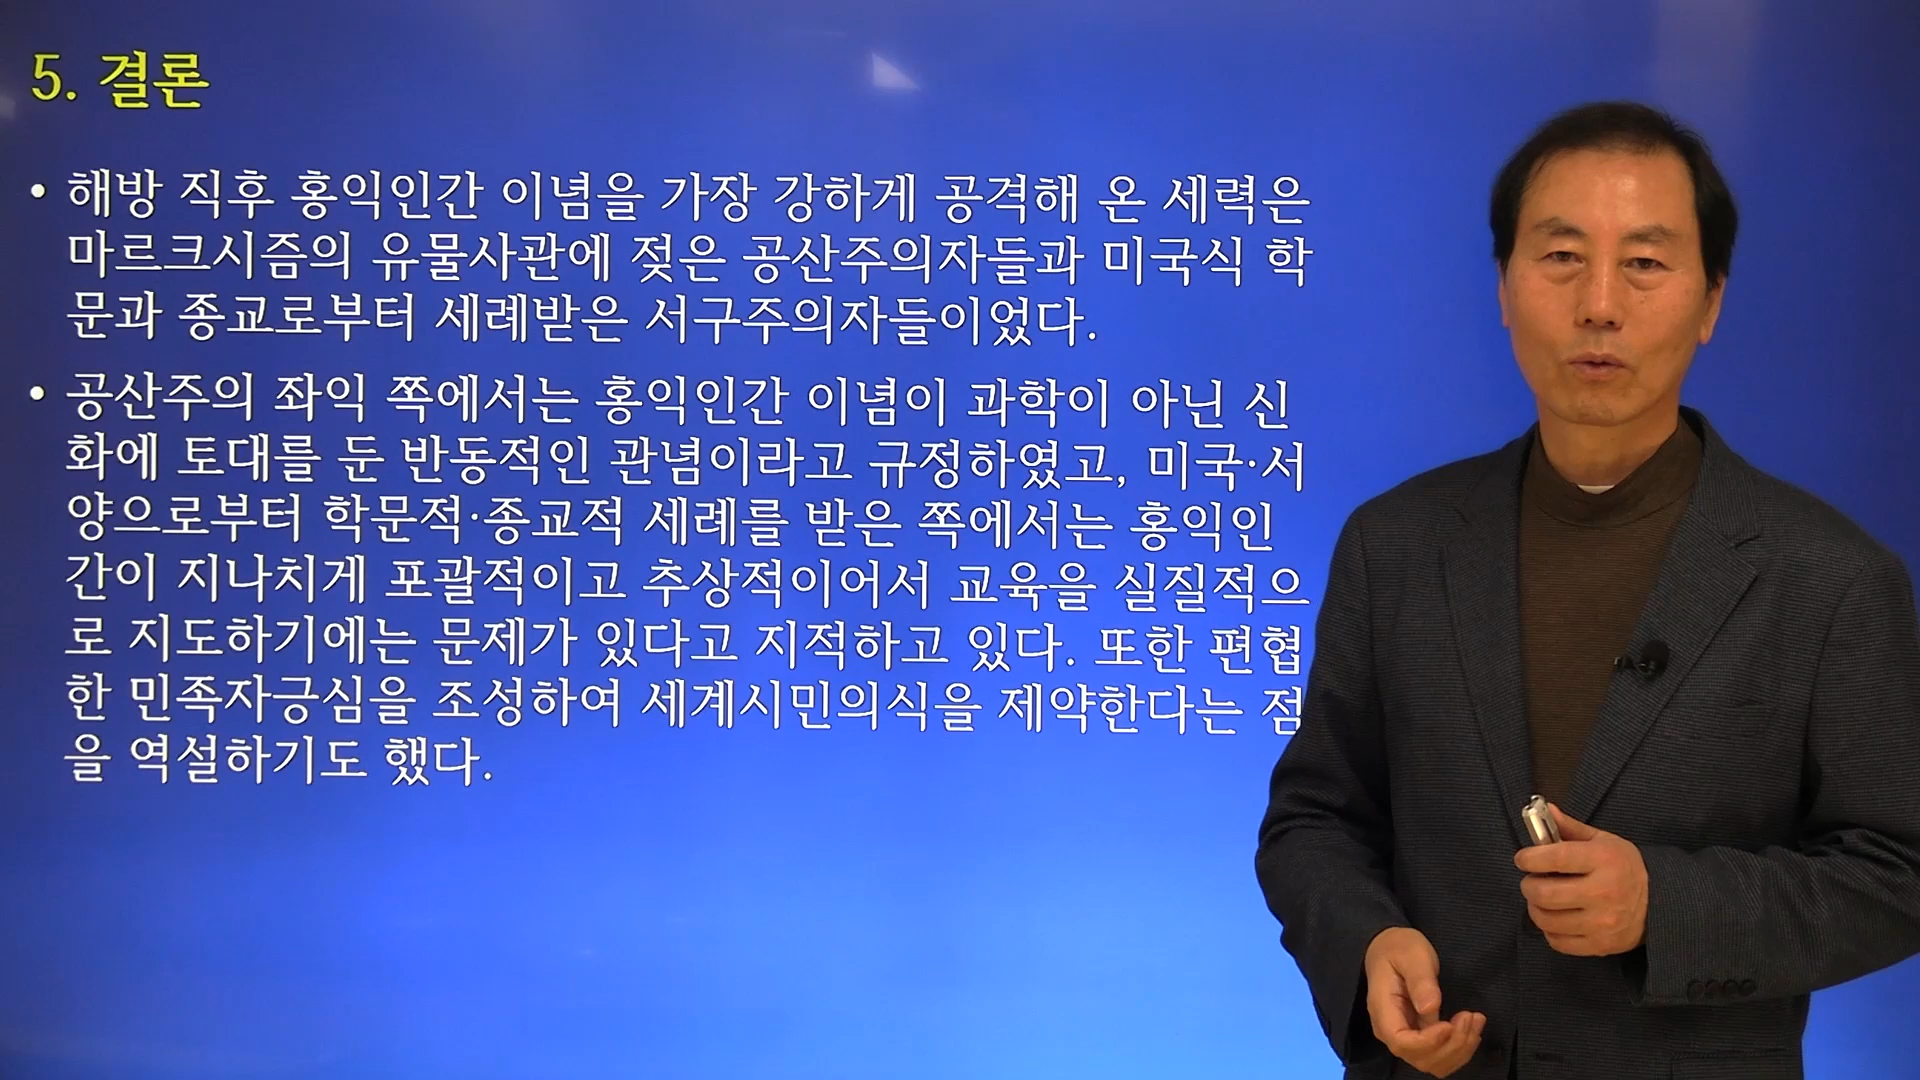 5. 결론
• 해방 직후 홍익인간 이념을 가장 강하게 공격해 온 세력은
마르크시즘의 유물사관에 젖은 공산주의자들과 미국식 학
문과 종교로부터 세례받은 서구주의자들이었다.
• 공산주의 좌익 쪽에서는 홍익인간 이념이 과학이 아닌 신
화에 토대를 둔 반동적인 관념이라고 규정하였고, 미국·서
양으로부터 학문적·종교적 세례를 받은 쪽에서는 홍익인
간이 지나치게 포괄적이고 추상적이어서 교육을 실질적으
로 지도하기에는 문제가 있다고 지적하고 있다. 또한 편협
한 민족자긍심을 조성하여 세계시민의식을 제약한다는 점
을 역설하기도 했다.